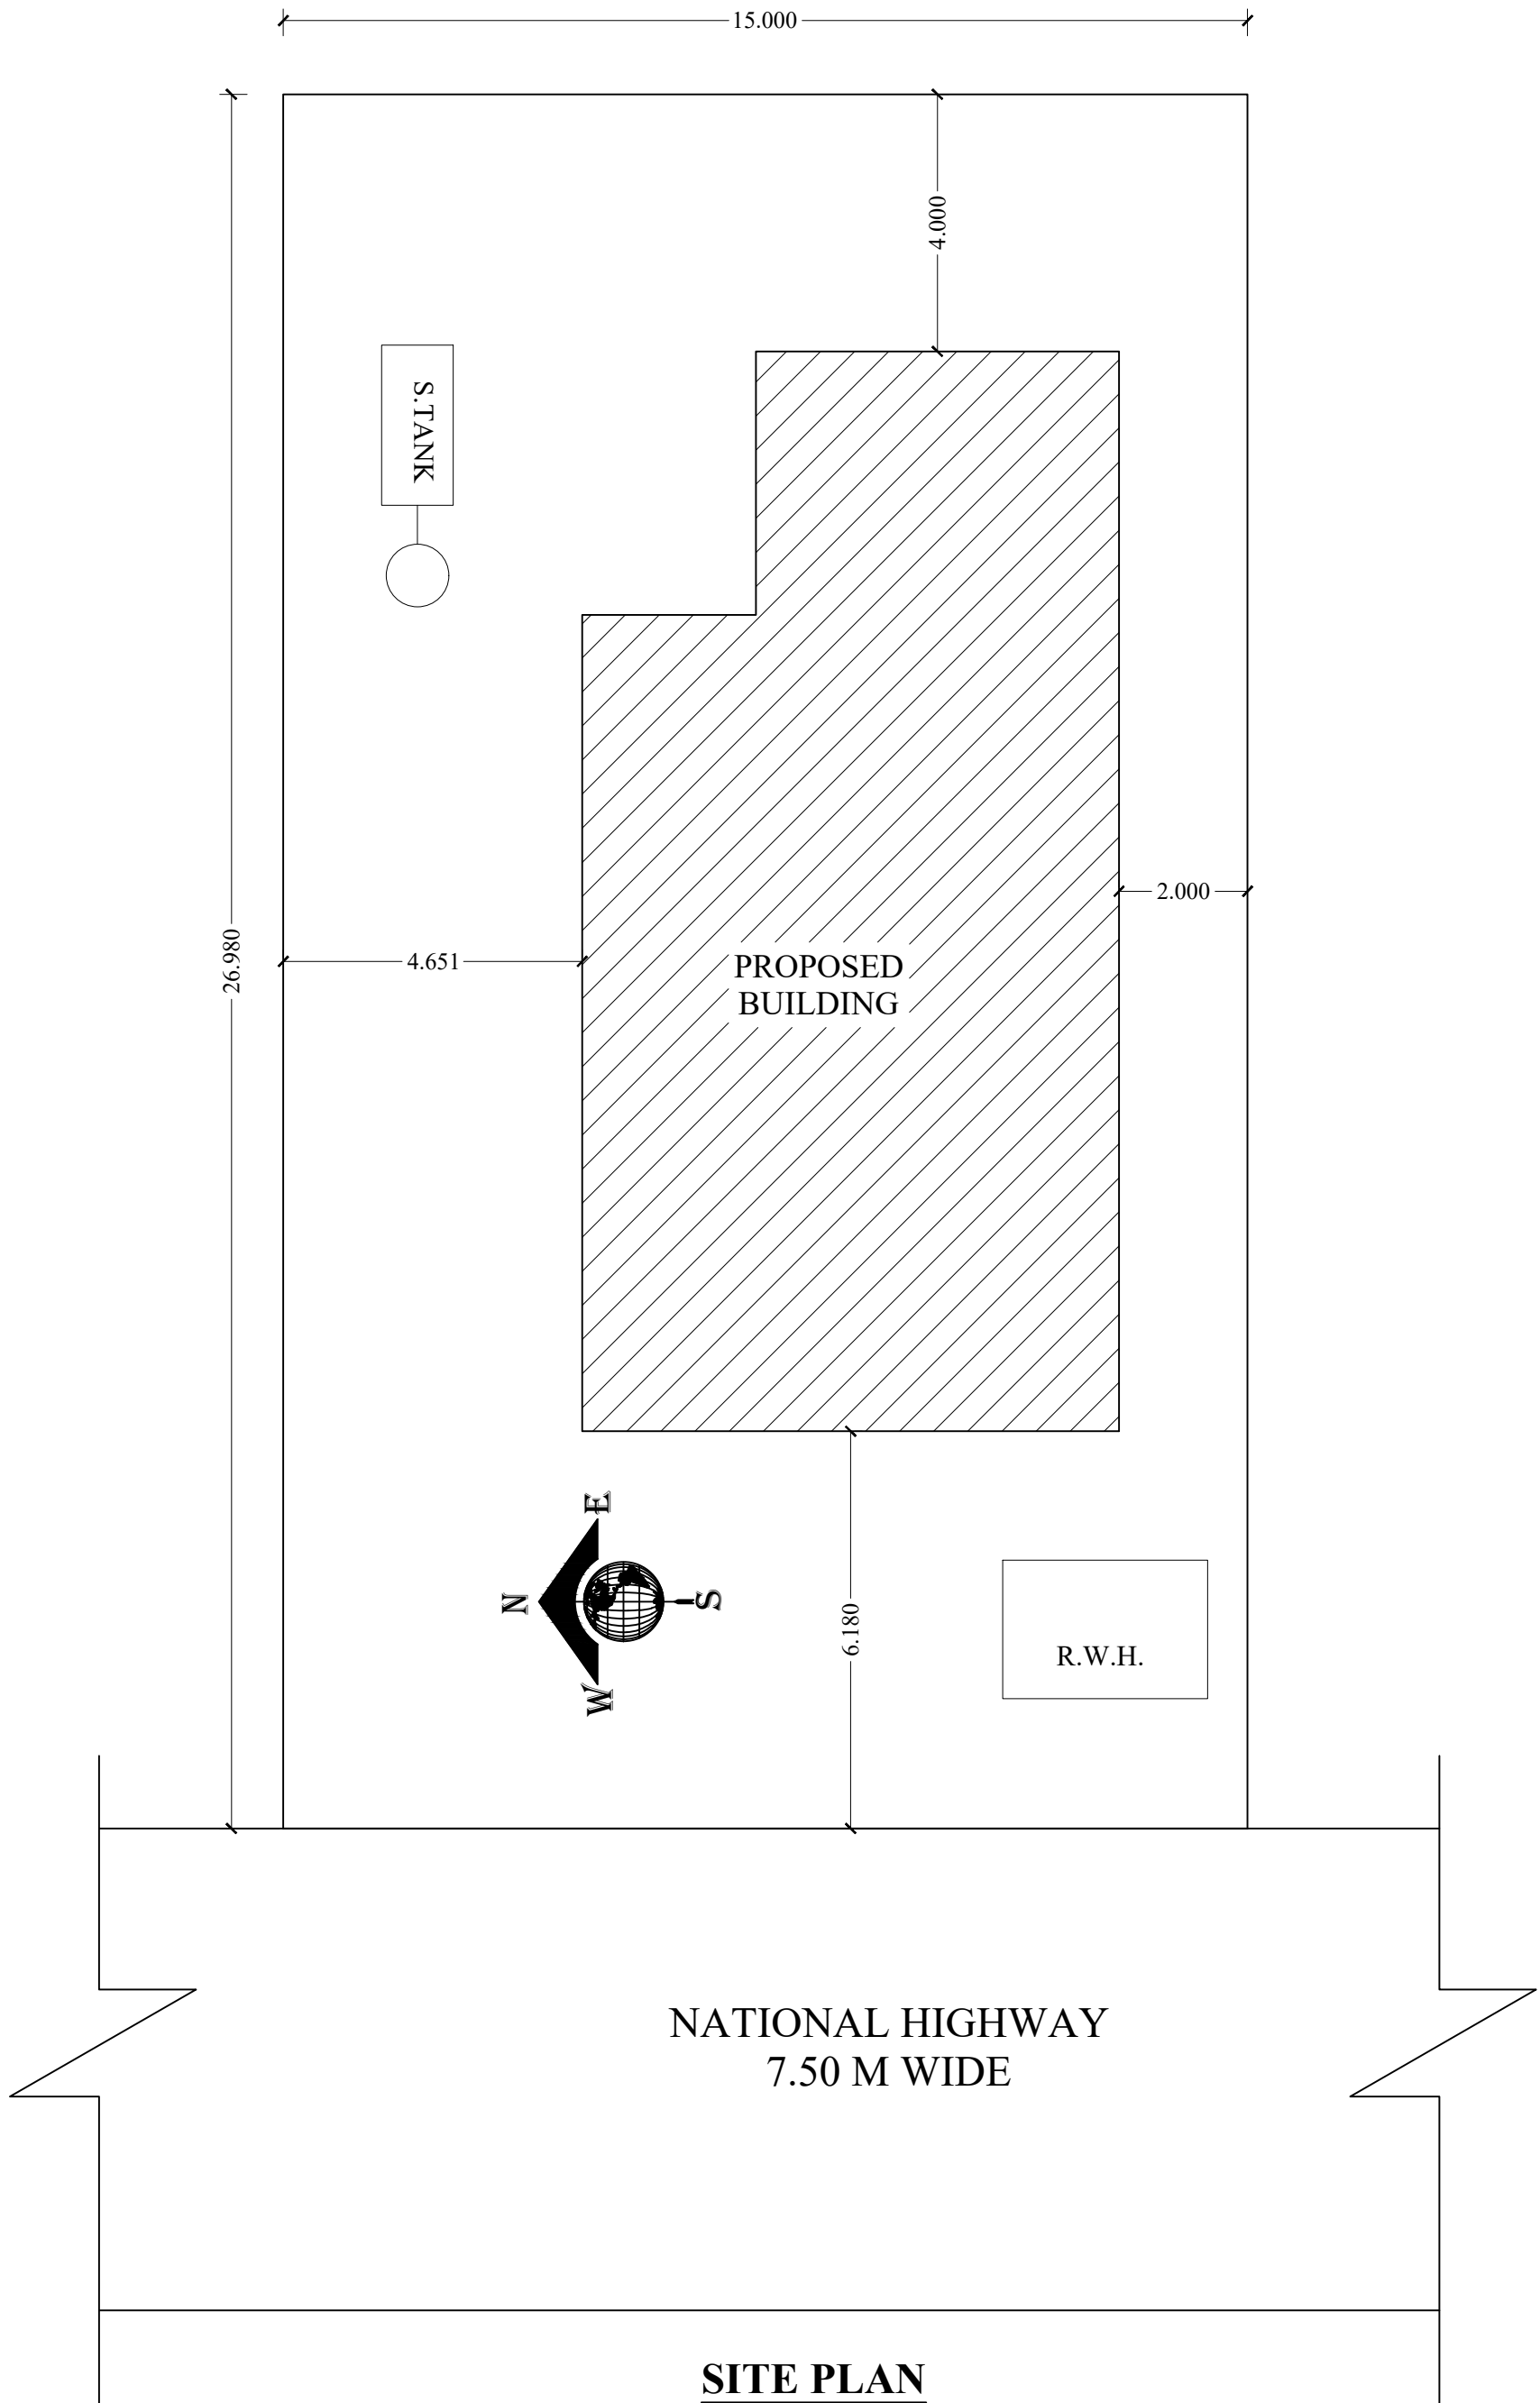 15.000
4.000
S.TANK
2.000
26.980
4.651
PROPOSED
BUILDING
E
N
S
W
6.180
R.W.H.
NATIONAL HIGHWAY
7.50 M WIDE
SITE PLAN